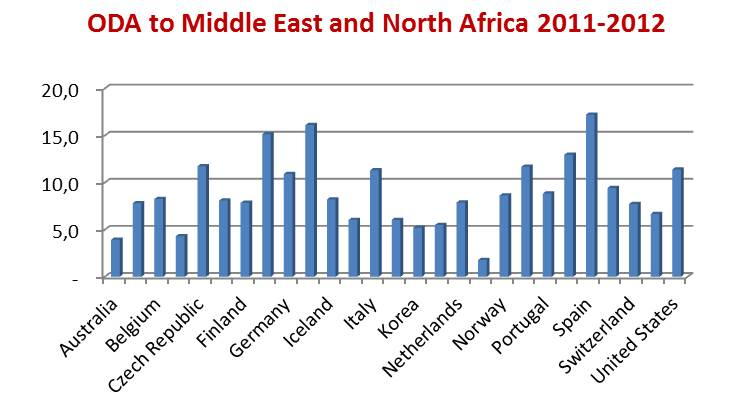 ODA to Middle East and North Africa 2011-2012
20,0
15,0
10,0
5,0
-
Australia
Belgium
Czech Republic
Finland
Germany
Iceland
Italy
Korea
Netherlands
Norway
Portugal
Spain
Switzerland
United States